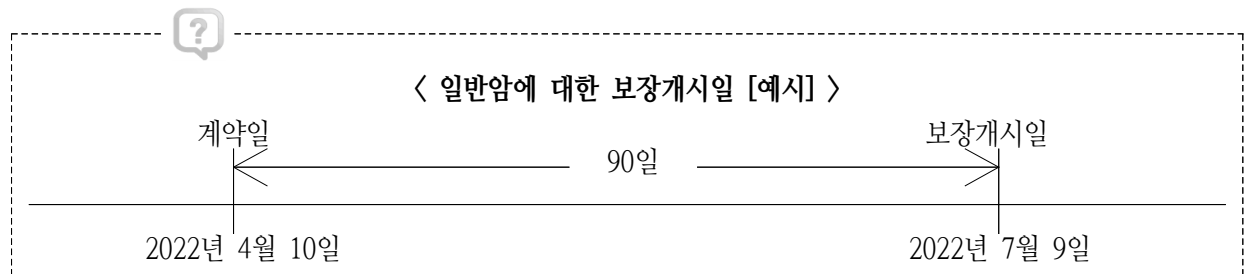 ?
< 일반암에 대한 보장개시일 [예시] >
계약일 보장개시일
90일
2022년 4월 10일 2022년 7월 9일